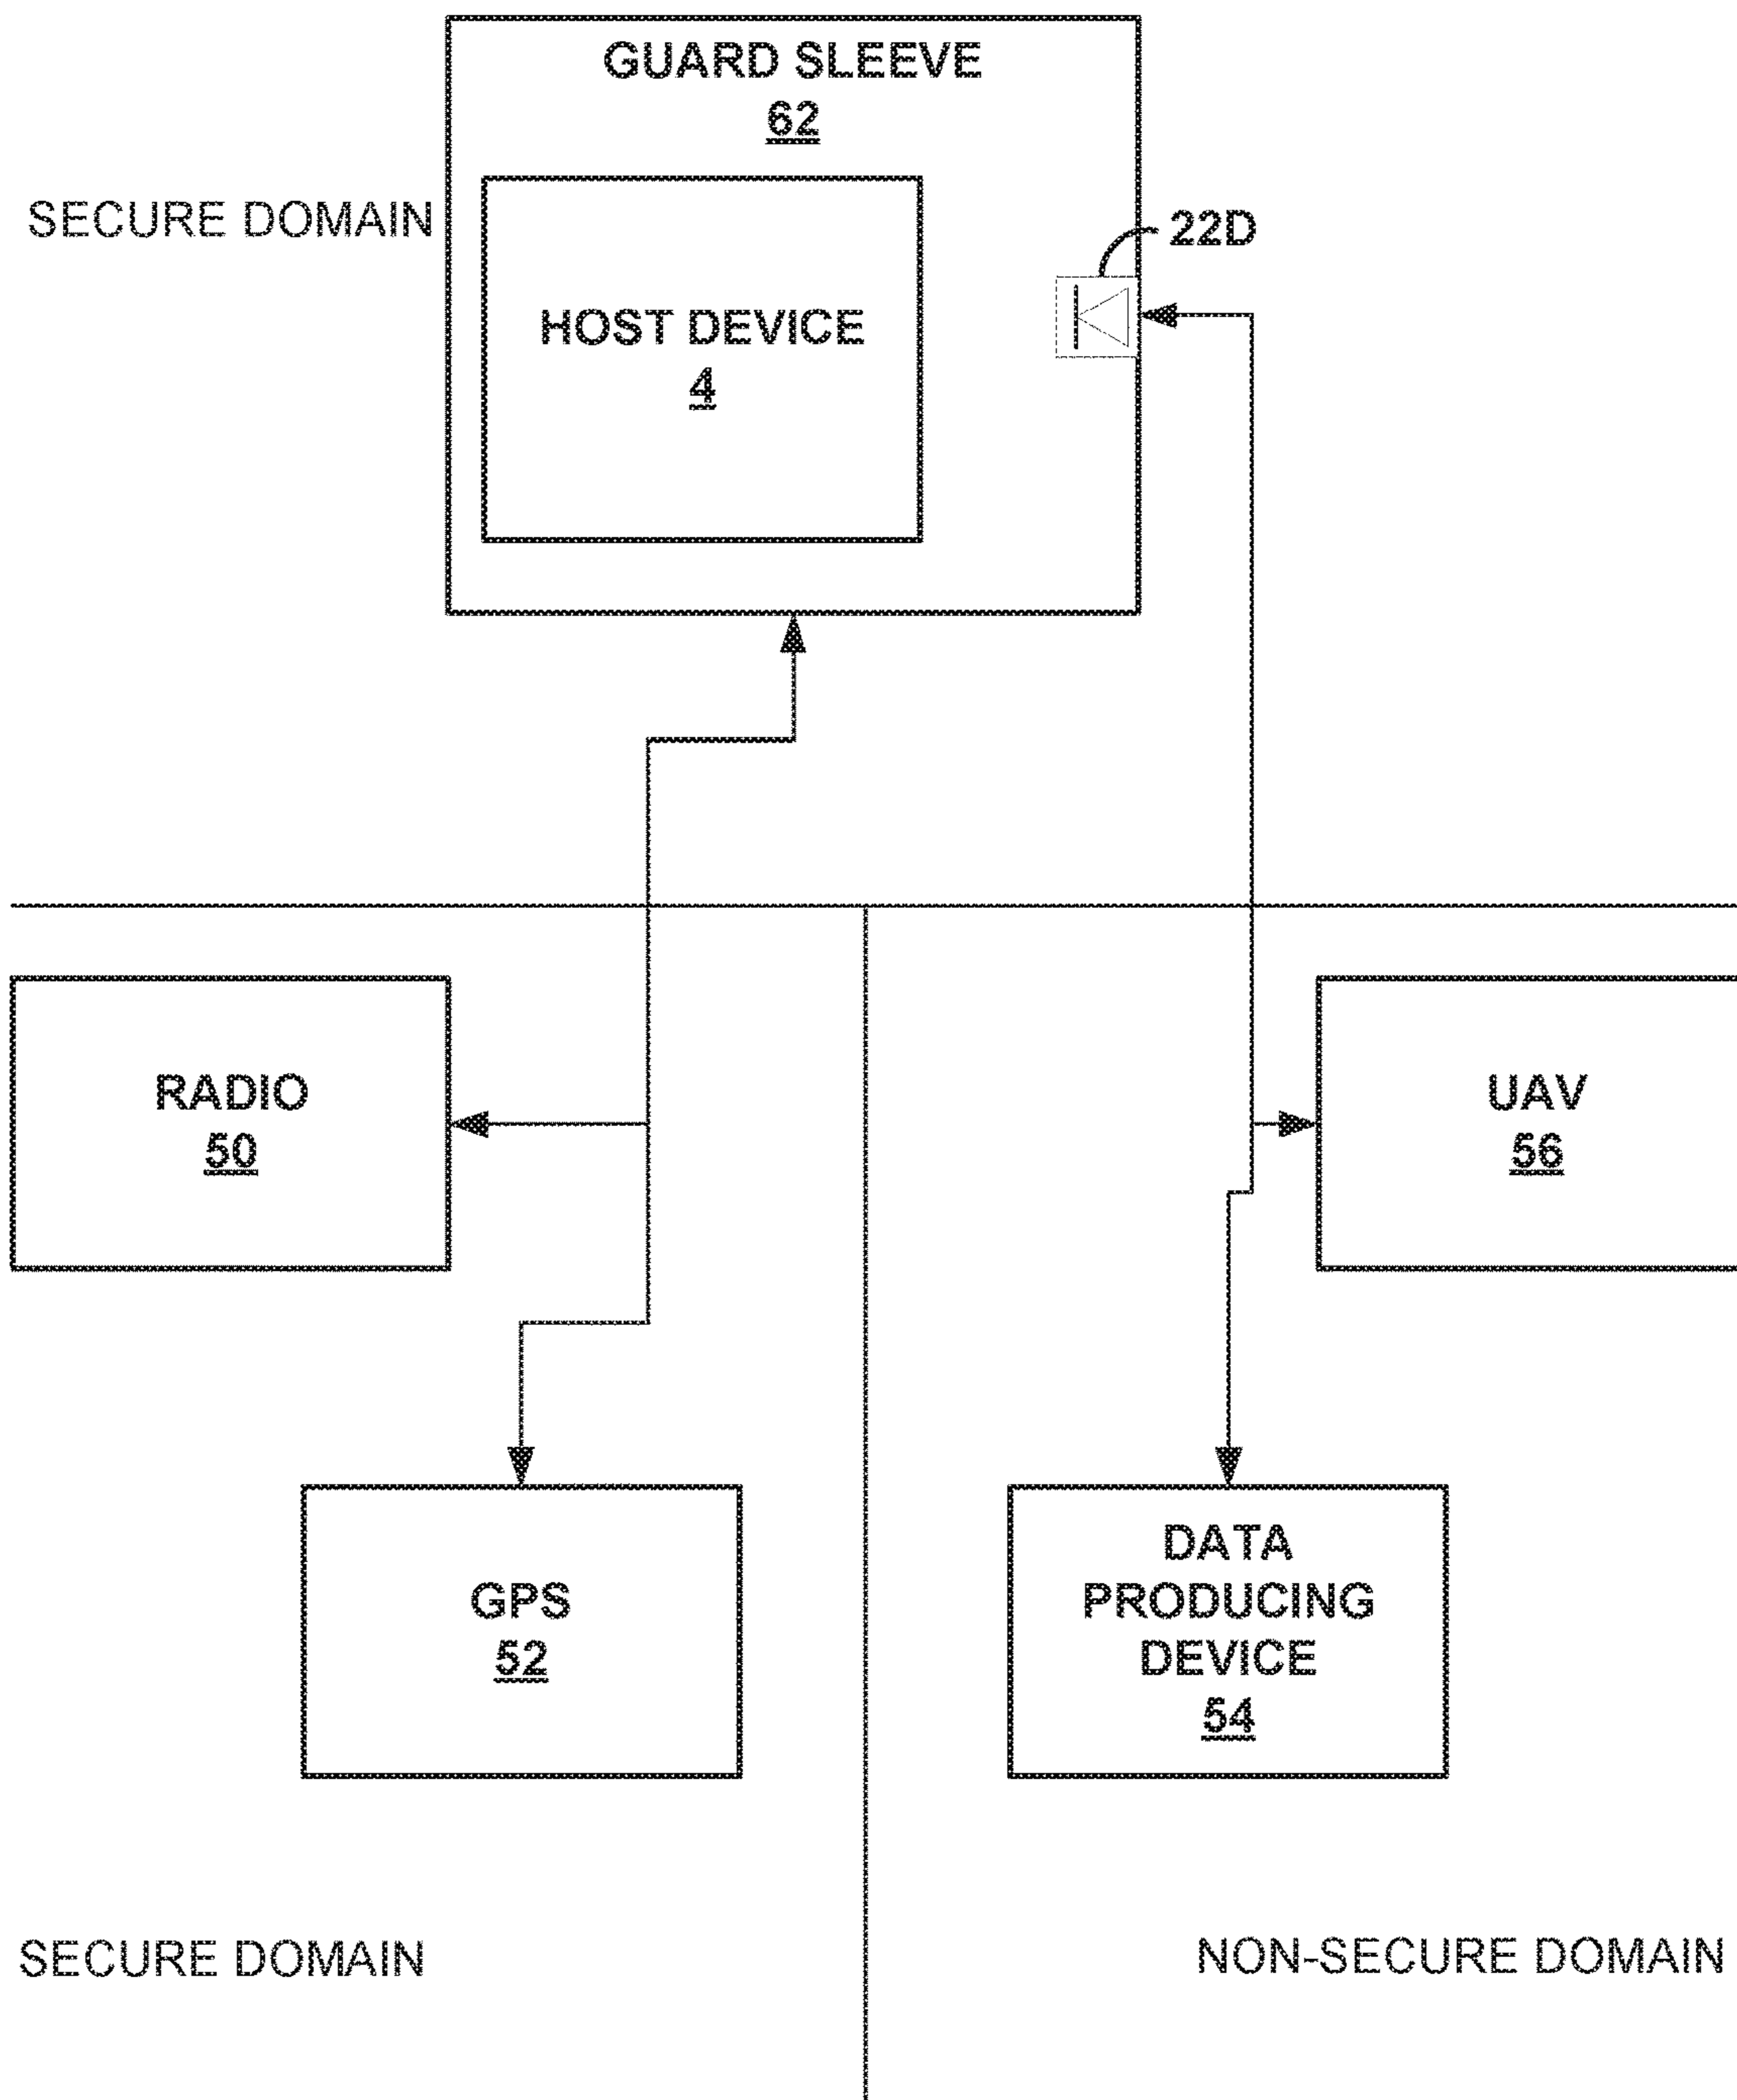 GUARD SLEEVE
62
SECURE DOMAIN
22D
HOST DEVICE
4
RADIO
50
UAV
56
GPS
52
DATA
PRODUCING
DEVICE
54
SECURE DOMAIN
NON-SECURE DOMAIN